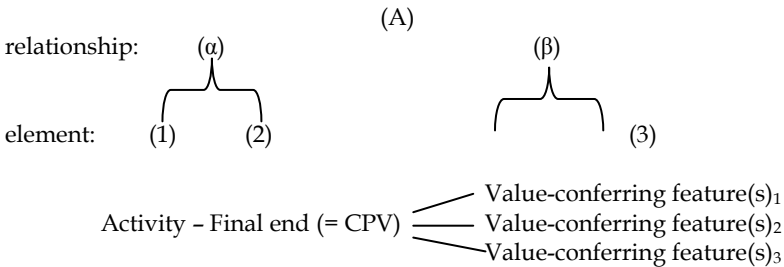 (A)
relationship: (α) (β)
element: (1) (2) (3)
Value-conferring feature(s)₁
Activity – Final end (= CPV) Value-conferring feature(s)₂
Value-conferring feature(s)₃